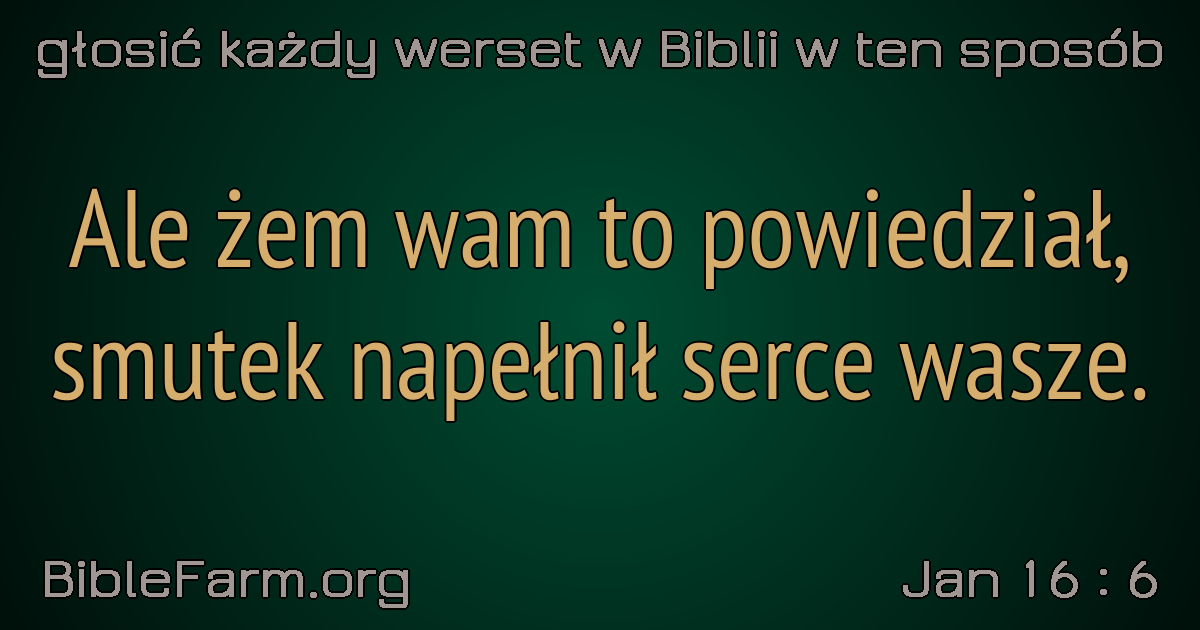 głosić każdy werset w Biblii w ten sposób
Ale żem wam to powiedział,
smutek napełnił serce wasze.
BibleFarm.org
Jan 16 : 6